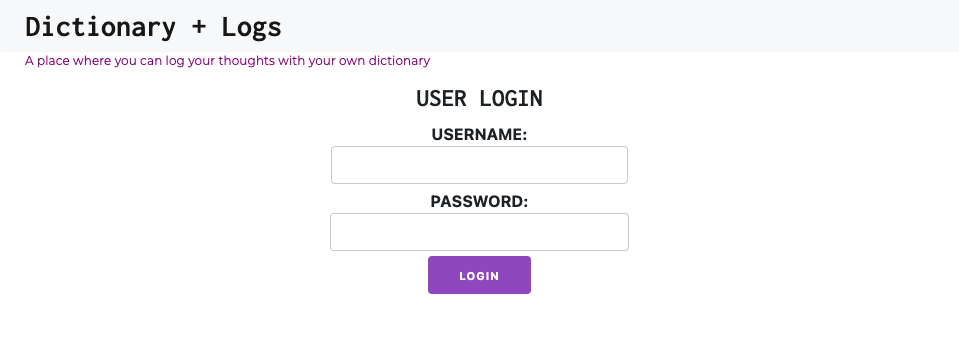 Dictionary + Logs
A place where you can log your thoughts with your own dictionary
USER LOGIN
USERNAME:
PASSWORD:
LOGIN